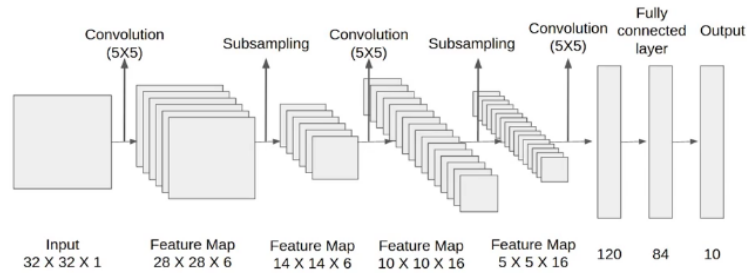 Convolution
(5X5)
Subsampling
Convolution
(5X5)
Subsampling
Convolution
(5X5)
Fully
connected
layer
Output
Input
32 X 32 X 1
Feature Map
28 X 28 X 6
Feature Map
14 X 14 X 6
Feature Map
10 X 10 X 16
Feature Map
5 X 5 X 16
120
84
10